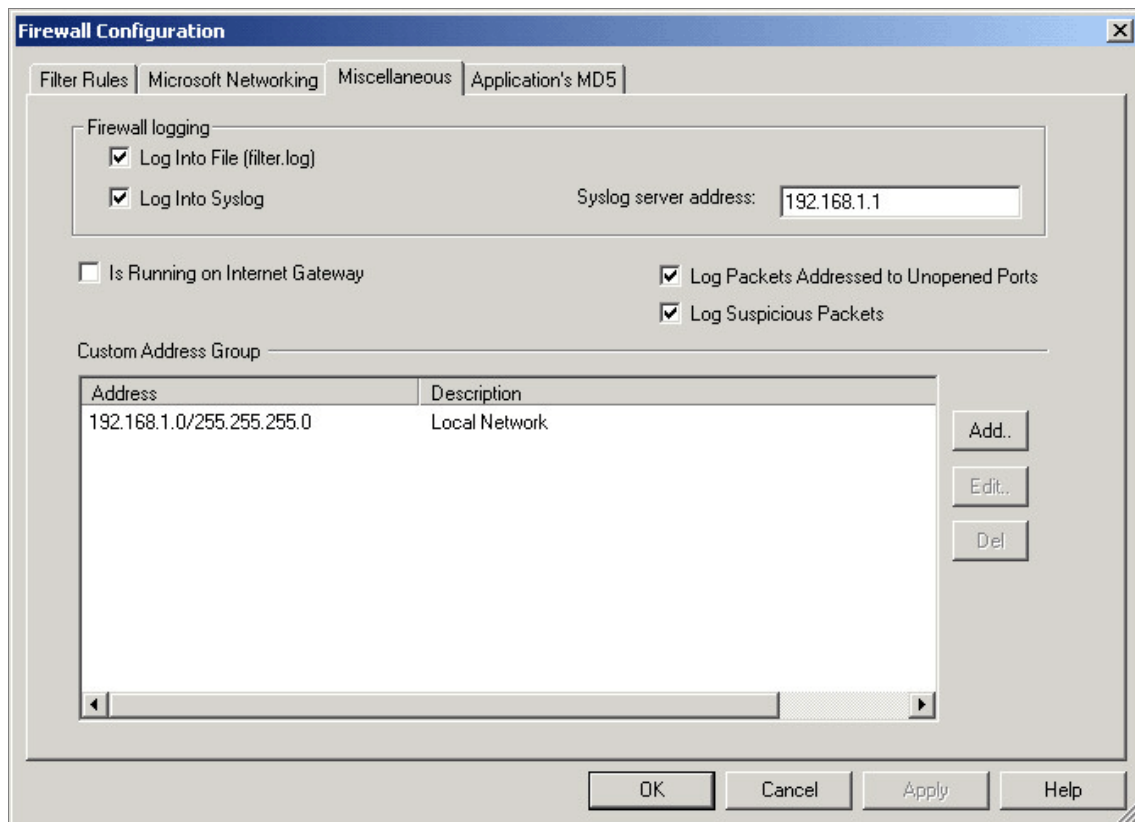 Firewall Configuration
Filter Rules Microsoft Networking Miscellaneous Application's MD5
Firewall logging
Log Into File (filter.log)
Log Into Syslog Syslog server address: 192.168.1.1
Is Running on Internet Gateway Log Packets Addressed to Unopened Ports
Log Suspicious Packets
Custom Address Group
Address Description
192.168.1.0/255.255.255.0 Local Network
Add..
Edit..
Del
OK Cancel Apply Help